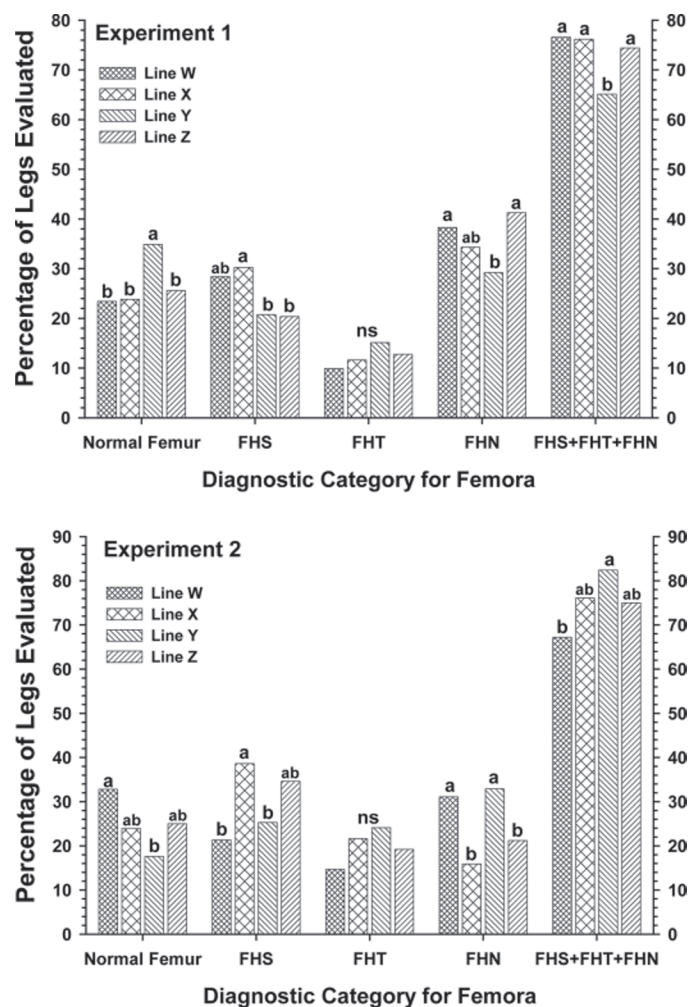 Experiment 1
Line W
Line X
Line Y
Line Z
Percentage of Legs Evaluated
80 80
70 70
60 60
50 50
40 40
30 30
20 20
10 10
0 0
b b a b
ab a b b
ns
a ab b a
a a b a
Normal Femur FHS FHT FHN FHS+FHT+FHN
Diagnostic Category for Femora
Experiment 2
Line W
Line X
Line Y
Line Z
Percentage of Legs Evaluated
90 90
80 80
70 70
60 60
50 50
40 40
30 30
20 20
10 10
0 0
a ab b ab
b a b ab
ns
a b a b
b ab a ab
Normal Femur FHS FHT FHN FHS+FHT+FHN
Diagnostic Category for Femora